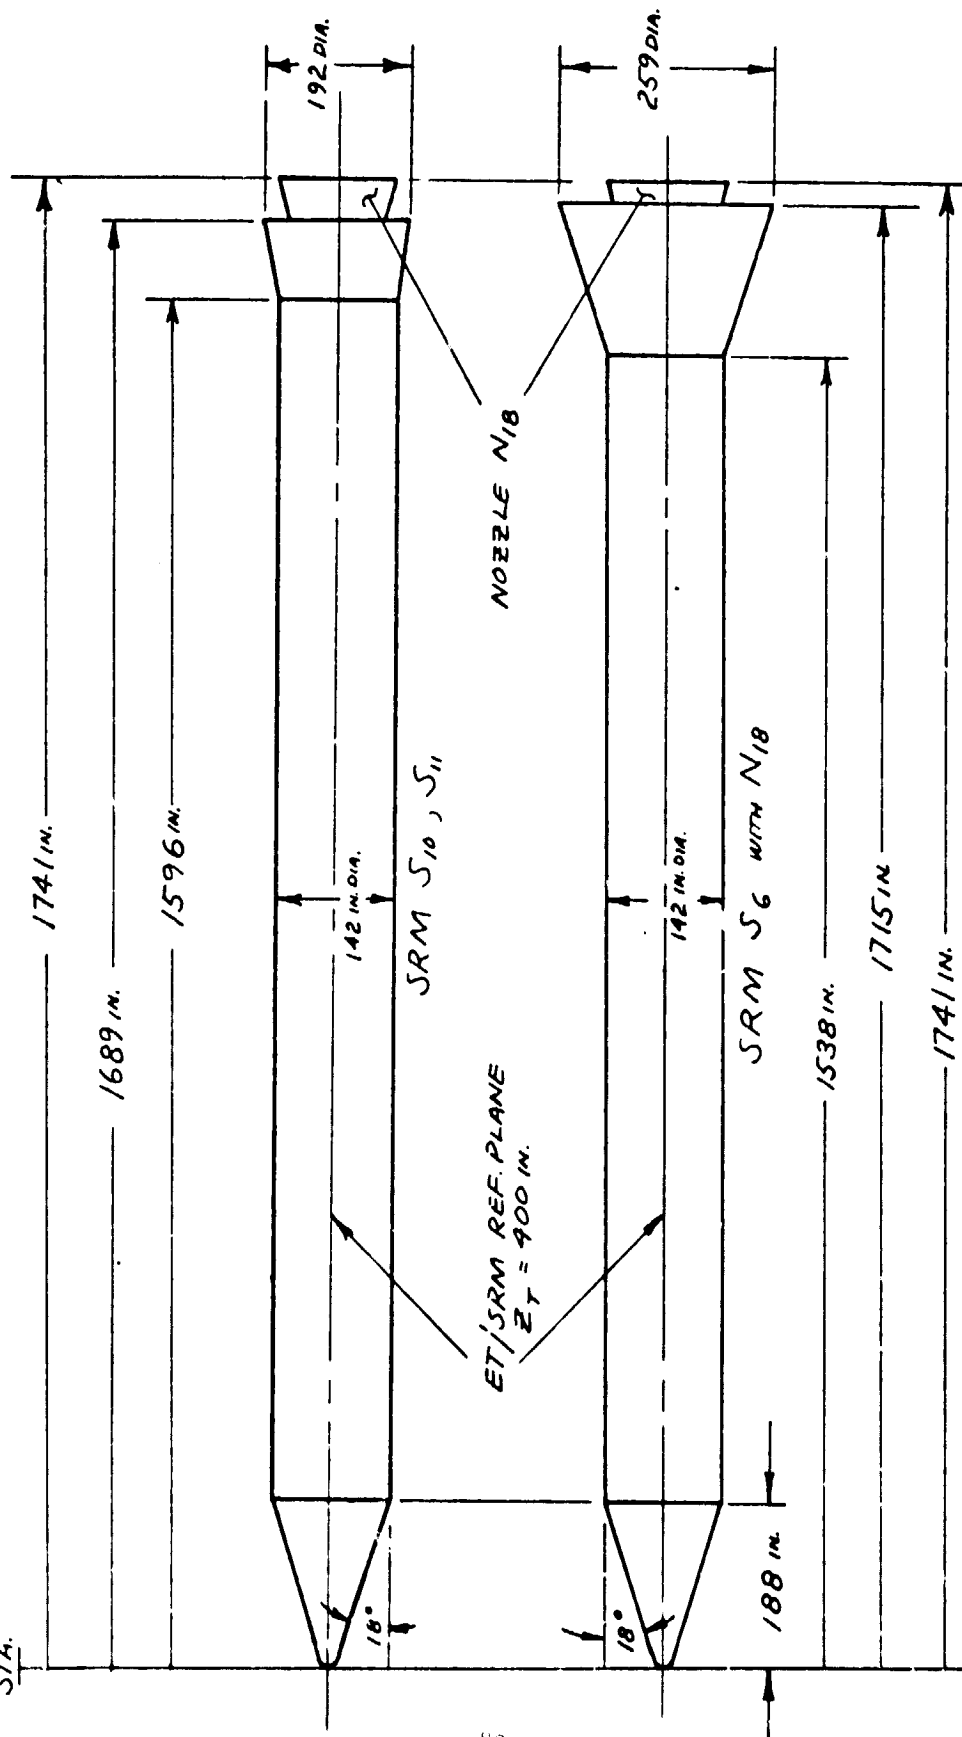 1741 IN.
1689 IN.
1596 IN.
192 DIA.
142 IN. DIA.
18°
SRM S10, S11
NOZZLE N18
ET/SRM REF. PLANE
ZT = 400 IN.
259 DIA.
142 IN. DIA.
18°
SRM S6 WITH N18
188 IN.
1538 IN.
1715 IN
1741 IN.